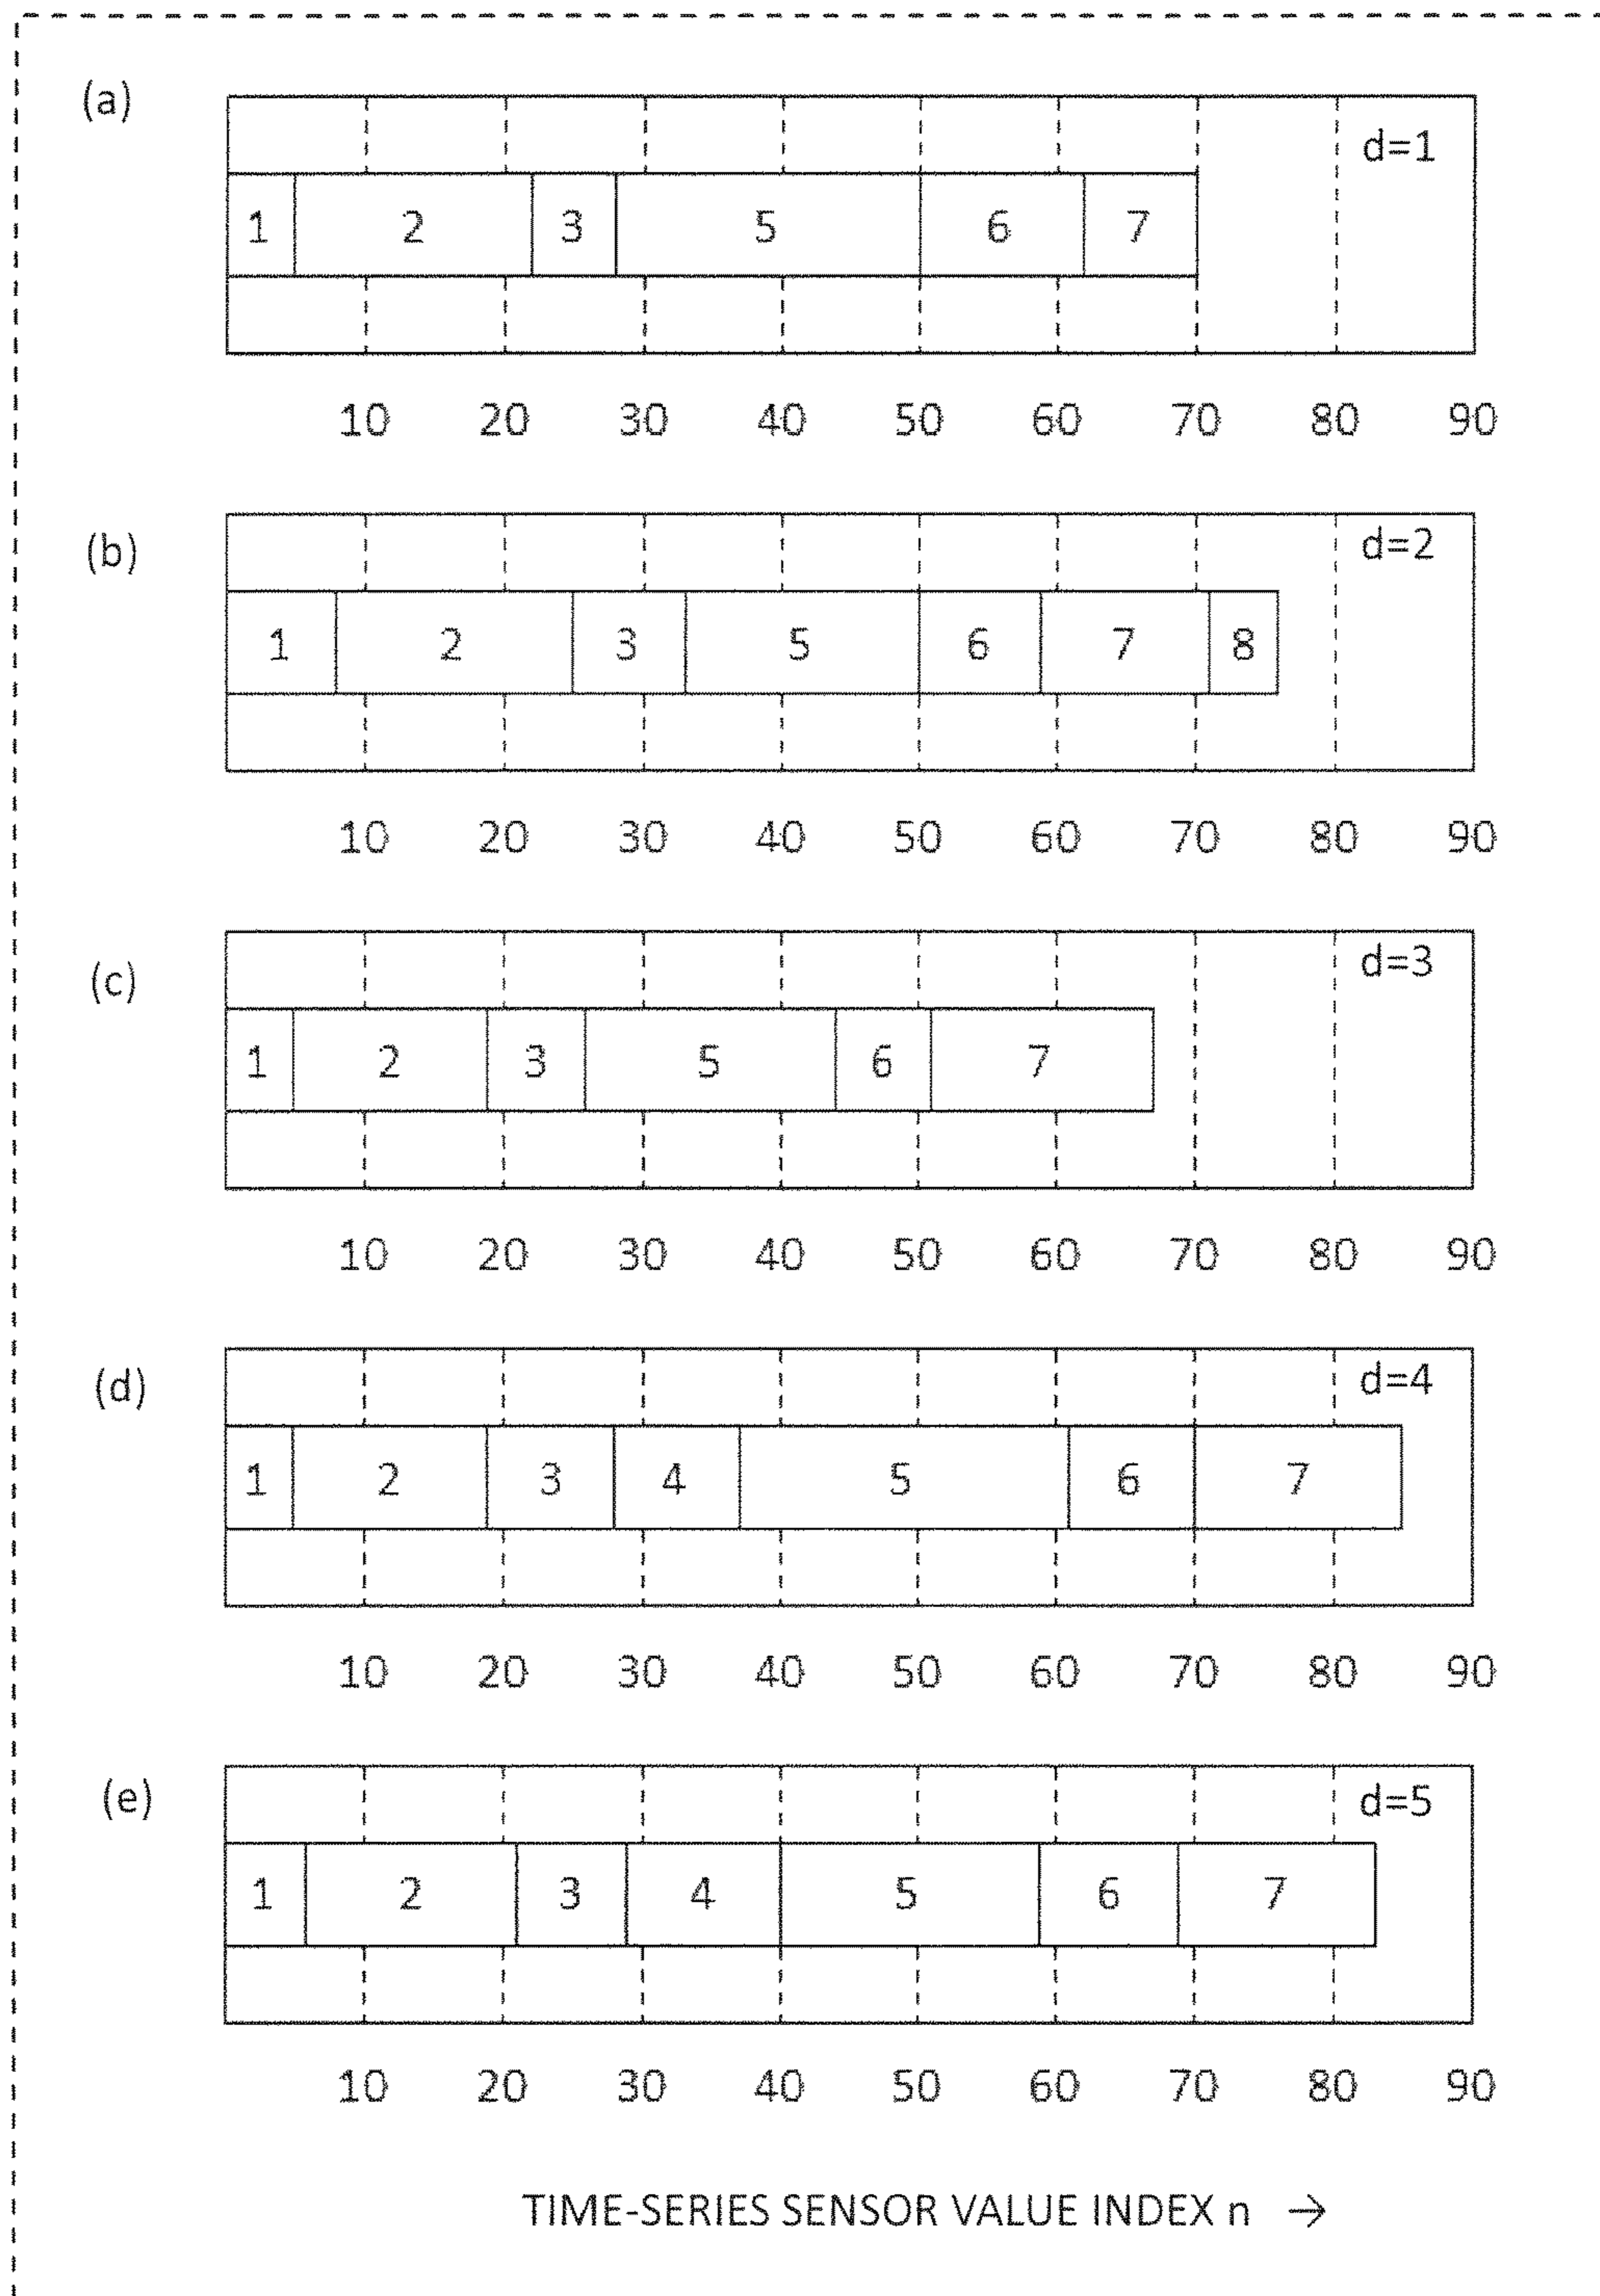 (a)
d=1
1 2 3 5 6 7
10 20 30 40 50 60 70 80 90
(b)
d=2
1 2 3 5 6 7 8
10 20 30 40 50 60 70 80 90
(c)
d=3
1 2 3 5 6 7
10 20 30 40 50 60 70 80 90
(d)
d=4
1 2 3 4 5 6 7
10 20 30 40 50 60 70 80 90
(e)
d=5
1 2 3 4 5 6 7
10 20 30 40 50 60 70 80 90
TIME-SERIES SENSOR VALUE INDEX n →